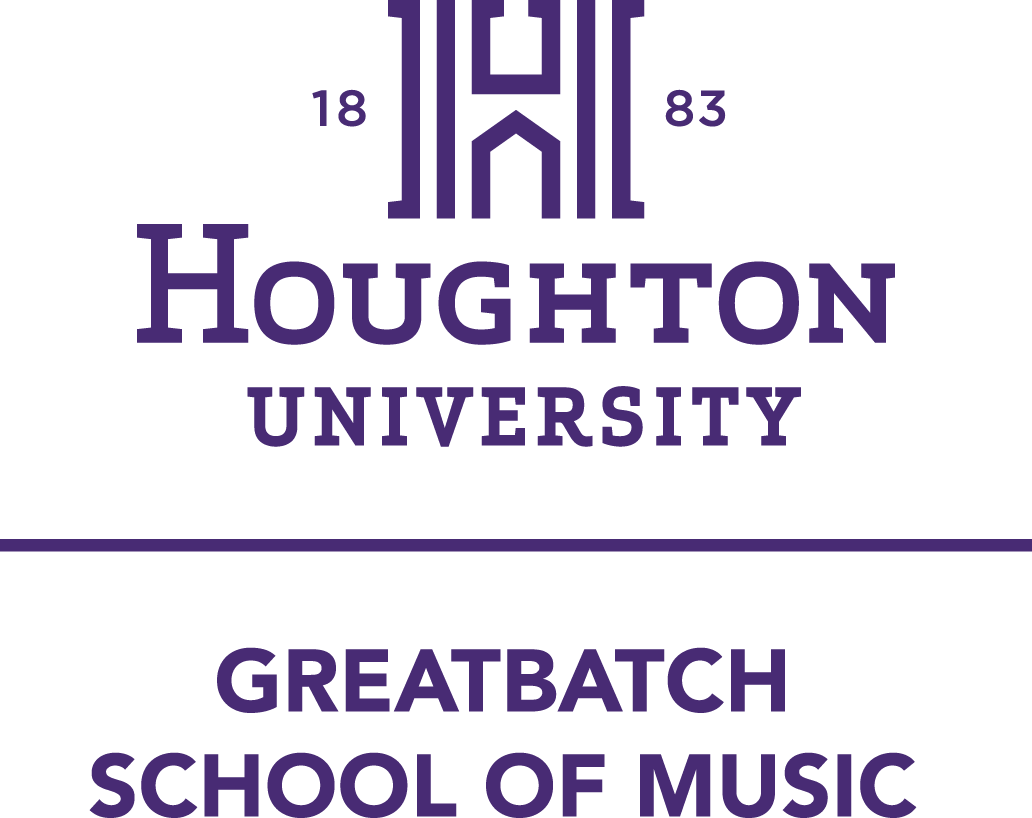 18 83
HOUGHTON
UNIVERSITY
GREATBATCH
SCHOOL OF MUSIC